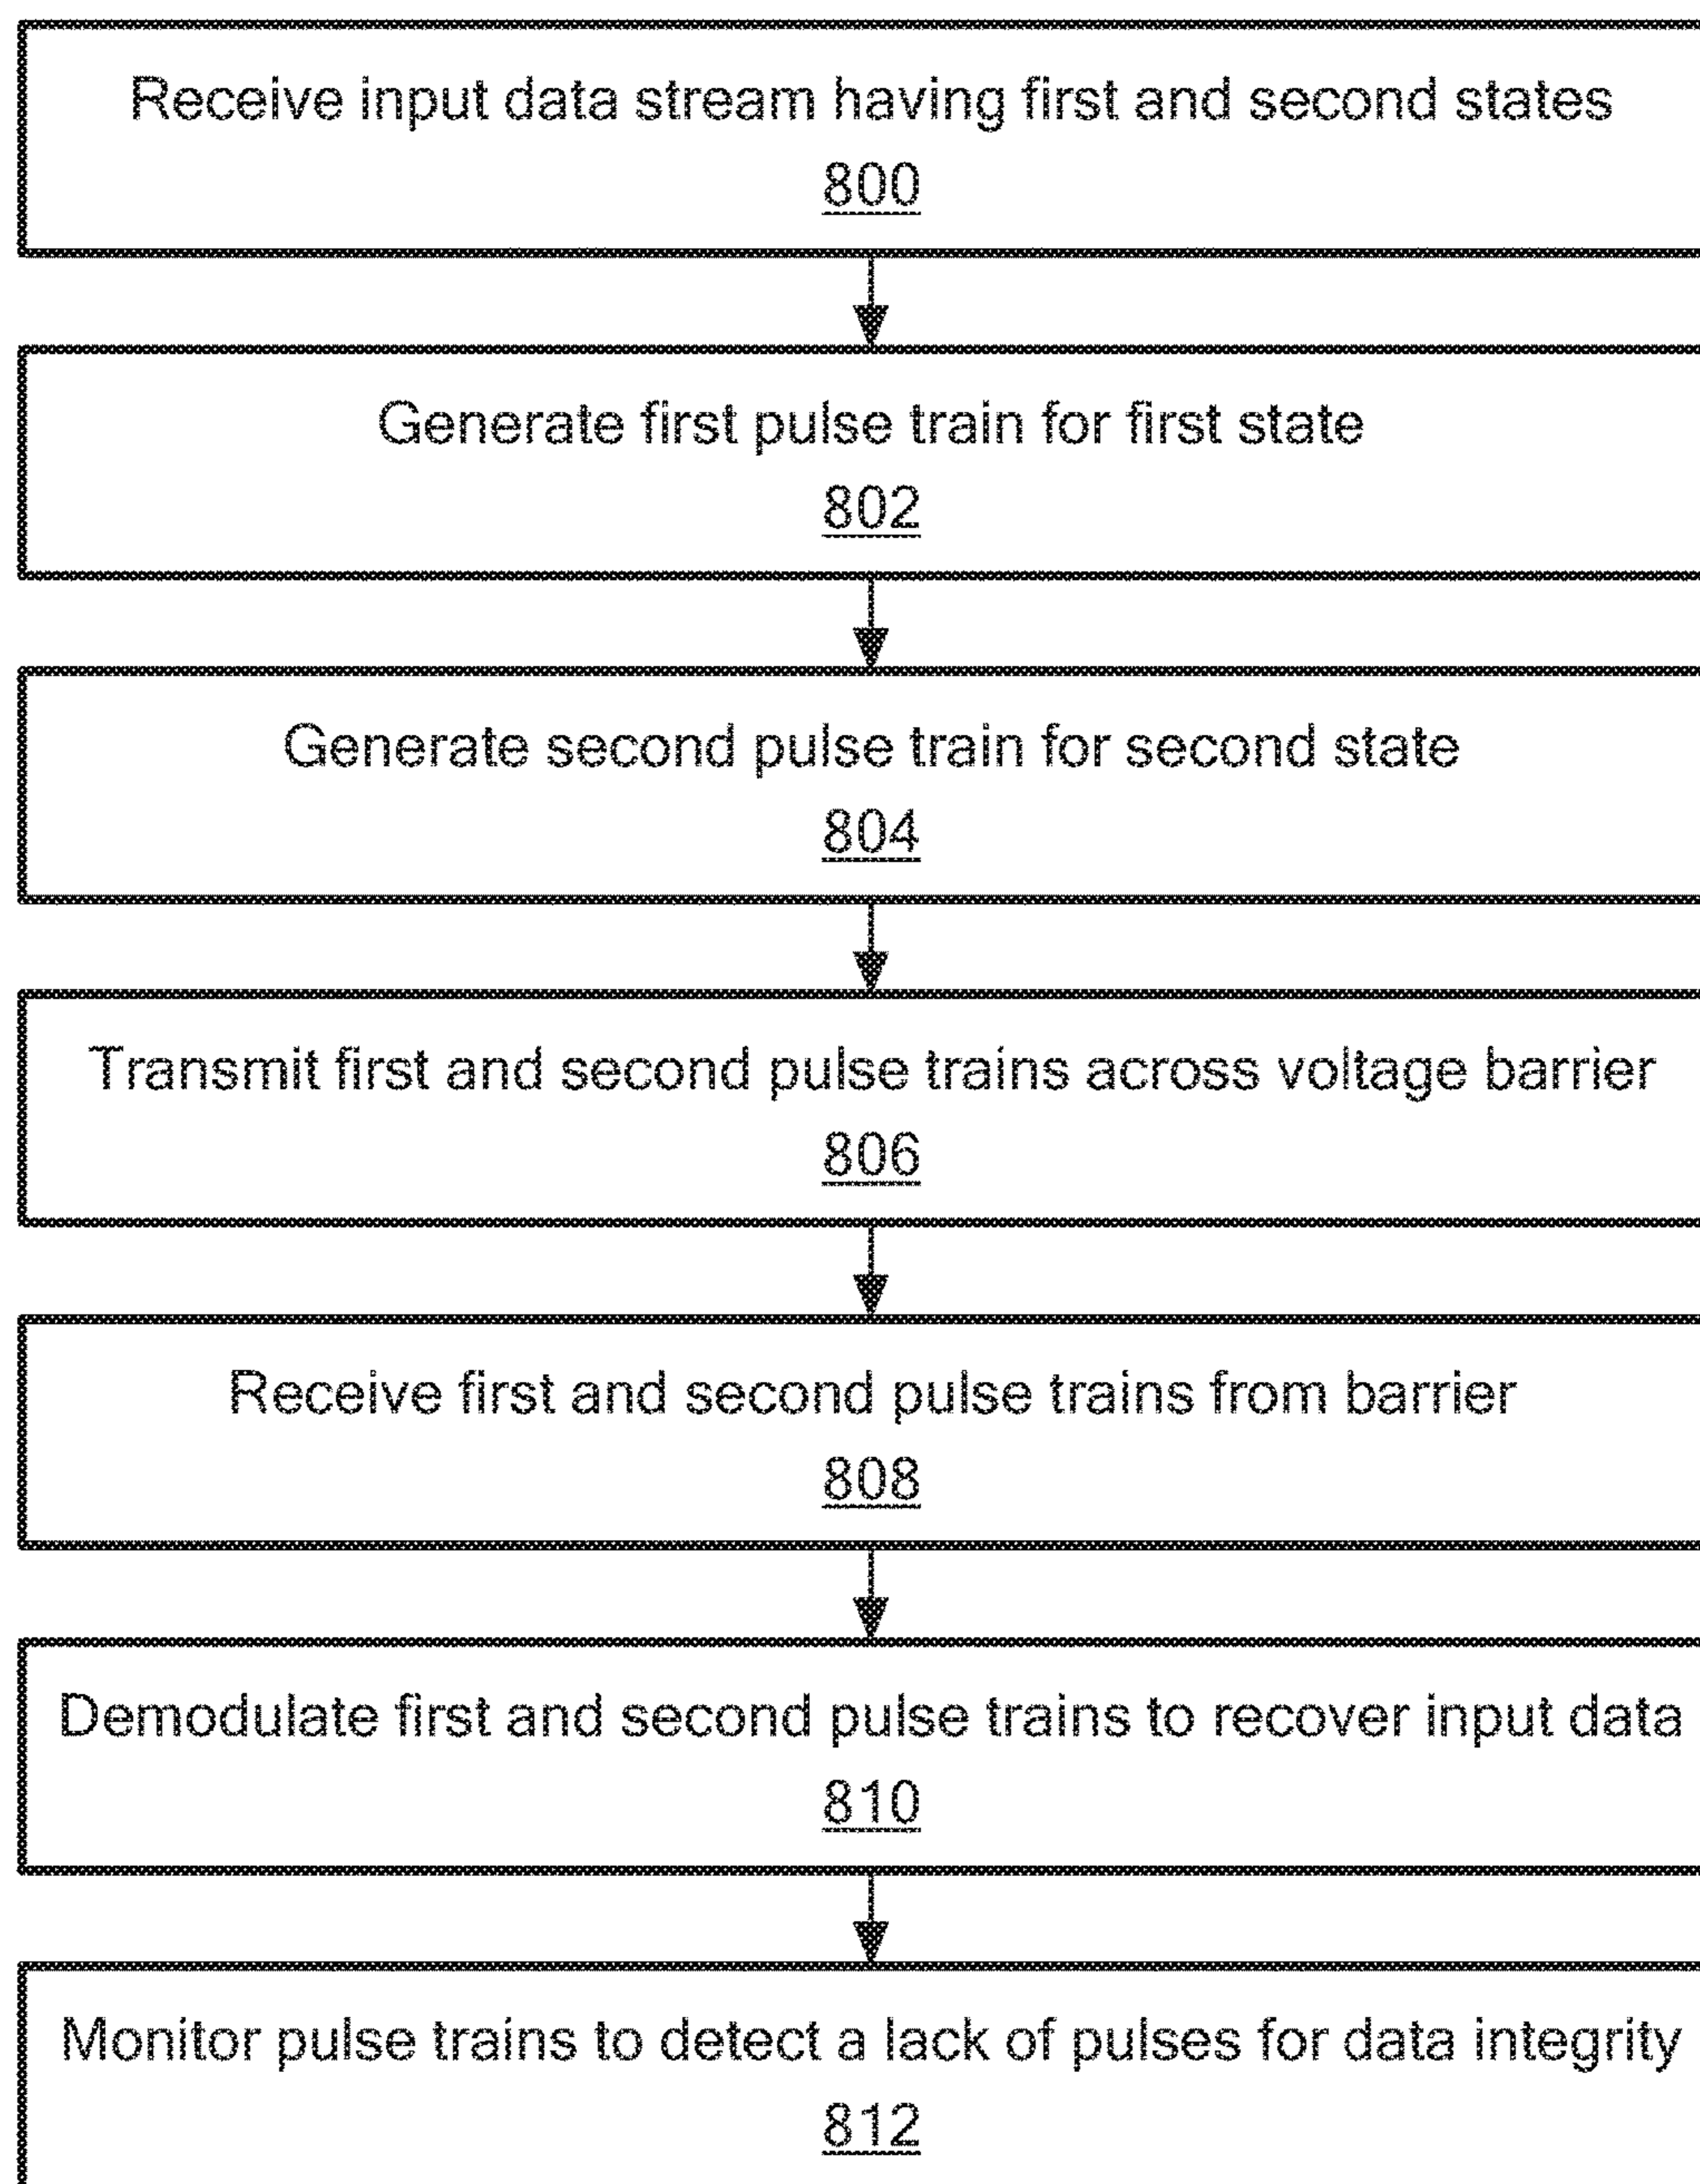 Receive input data stream having first and second states
800
Generate first pulse train for first state
802
Generate second pulse train for second state
804
Transmit first and second pulse trains across voltage barrier
806
Receive first and second pulse trains from barrier
808
Demodulate first and second pulse trains to recover input data
810
Monitor pulse trains to detect a lack of pulses for data integrity
812